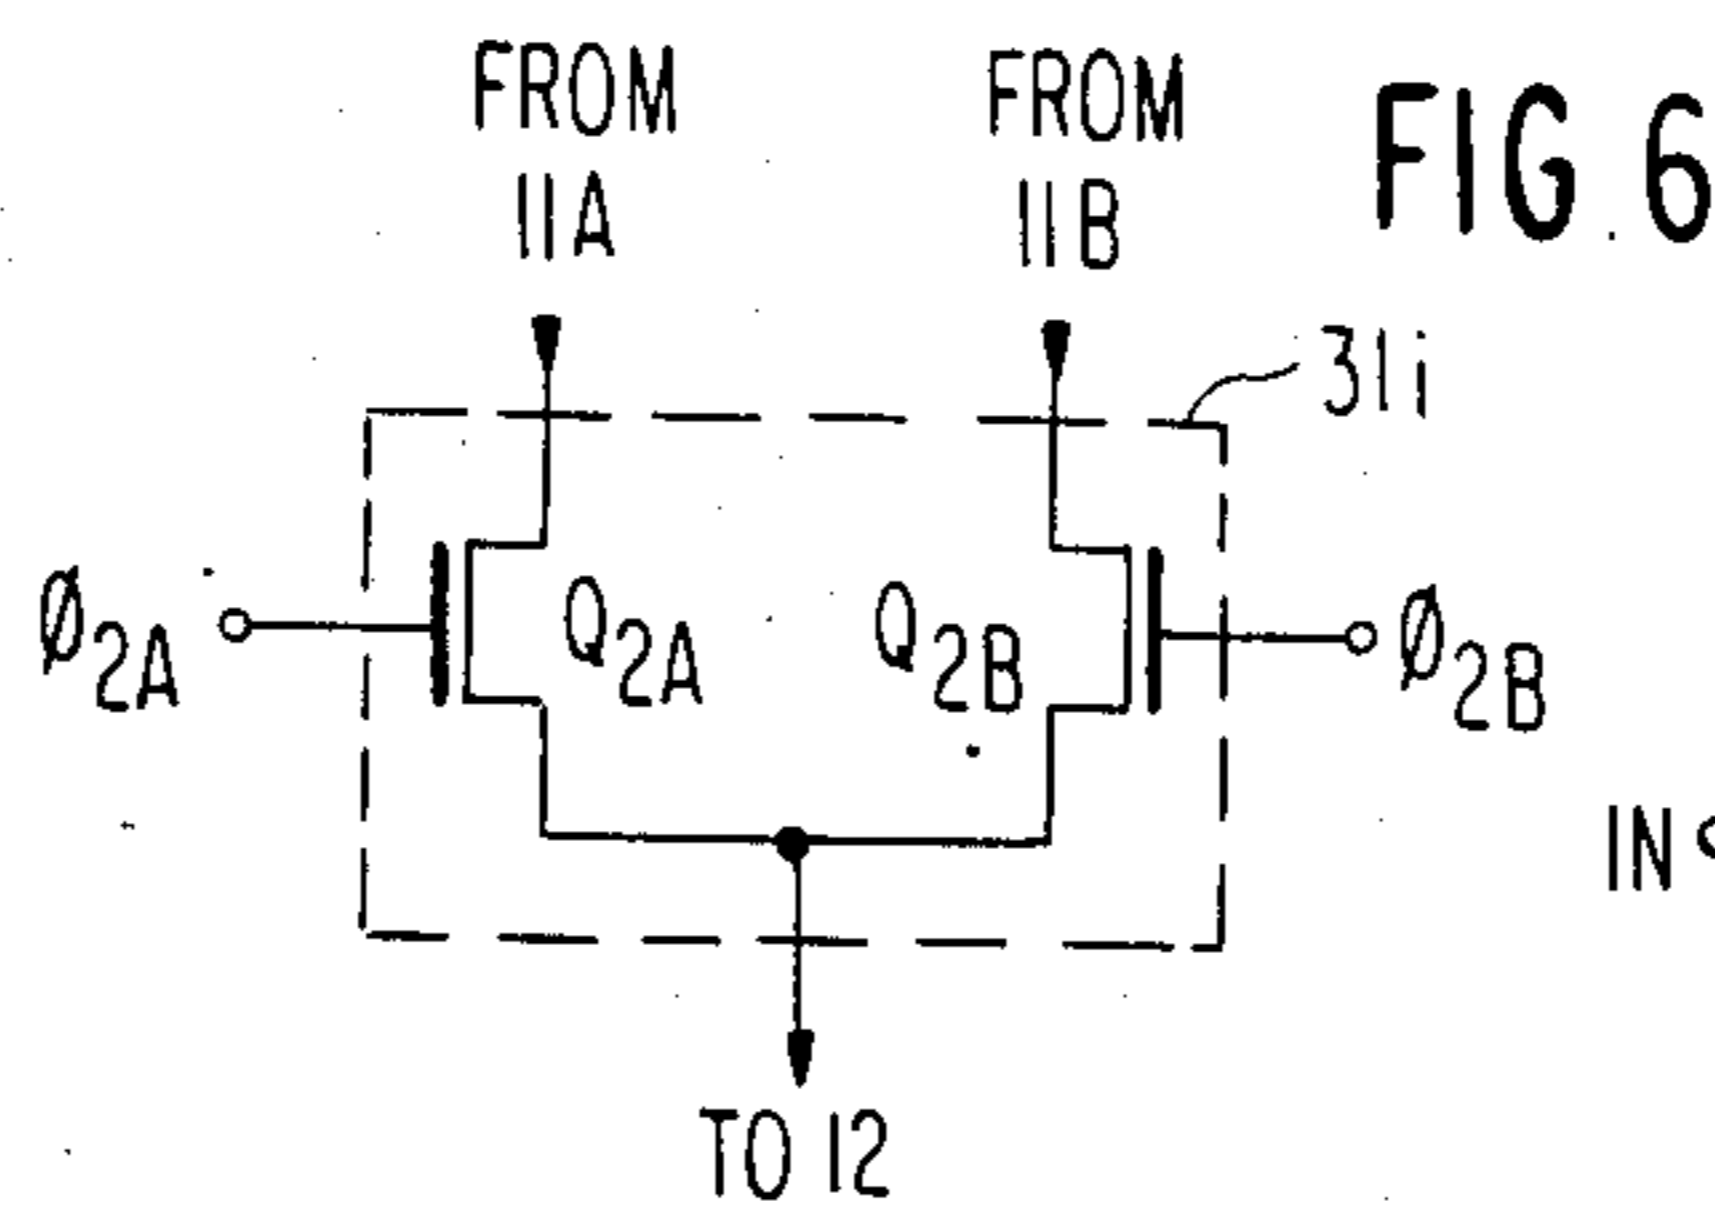 FROM
11A
FROM
11B
FIG. 6
31i
Ø2A
Q2A
Q2B
Ø2B
IN
TO 12